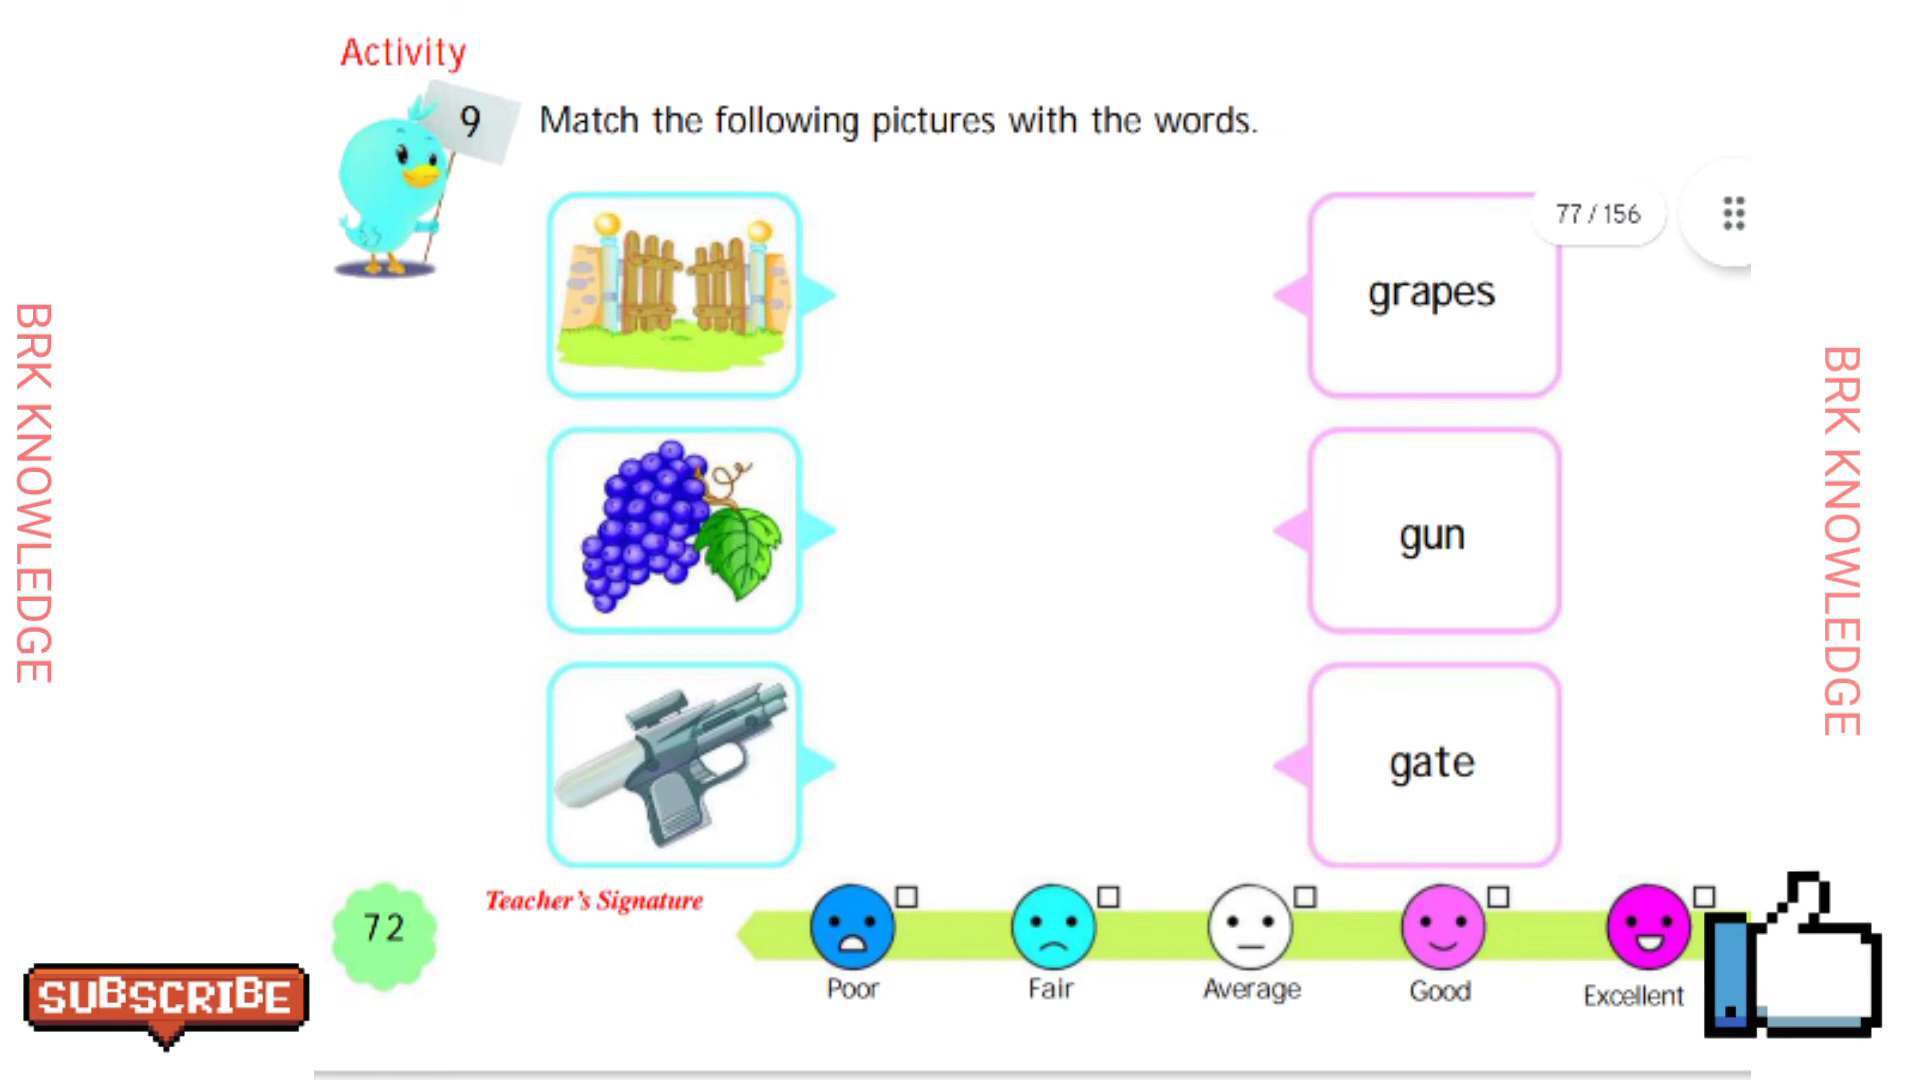 Activity
9 Match the following pictures with the words.
77 / 156
grapes
gun
gate
BRK KNOWLEDGE
BRK KNOWLEDGE
72
Teacher's Signature
Poor Fair Average Good Excellent
SUBSCRIBE